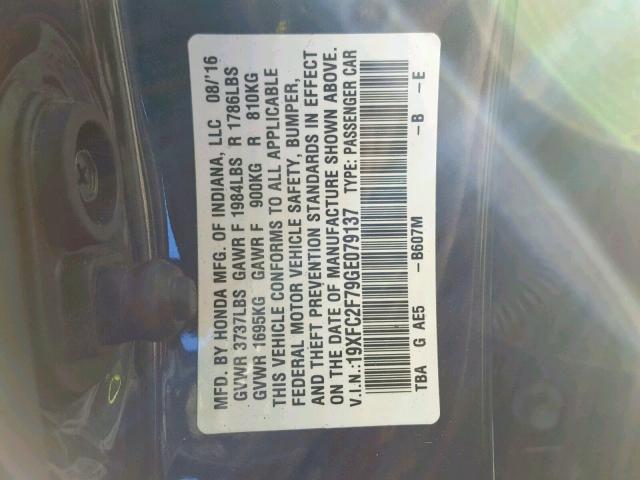 MFD. BY HONDA MFG. OF INDIANA, LLC 08/'16
GVWR 3737LBS GAWR F 1984LBS R 1786LBS
GVWR 1695KG GAWR F 900KG R 810KG
THIS VEHICLE CONFORMS TO ALL APPLICABLE
FEDERAL MOTOR VEHICLE SAFETY, BUMPER,
AND THEFT PREVENTION STANDARDS IN EFFECT
ON THE DATE OF MANUFACTURE SHOWN ABOVE.
V.I.N.:19XFC2F79GE079137 TYPE: PASSENGER CAR
TBA G AE5 -B607M -B -E